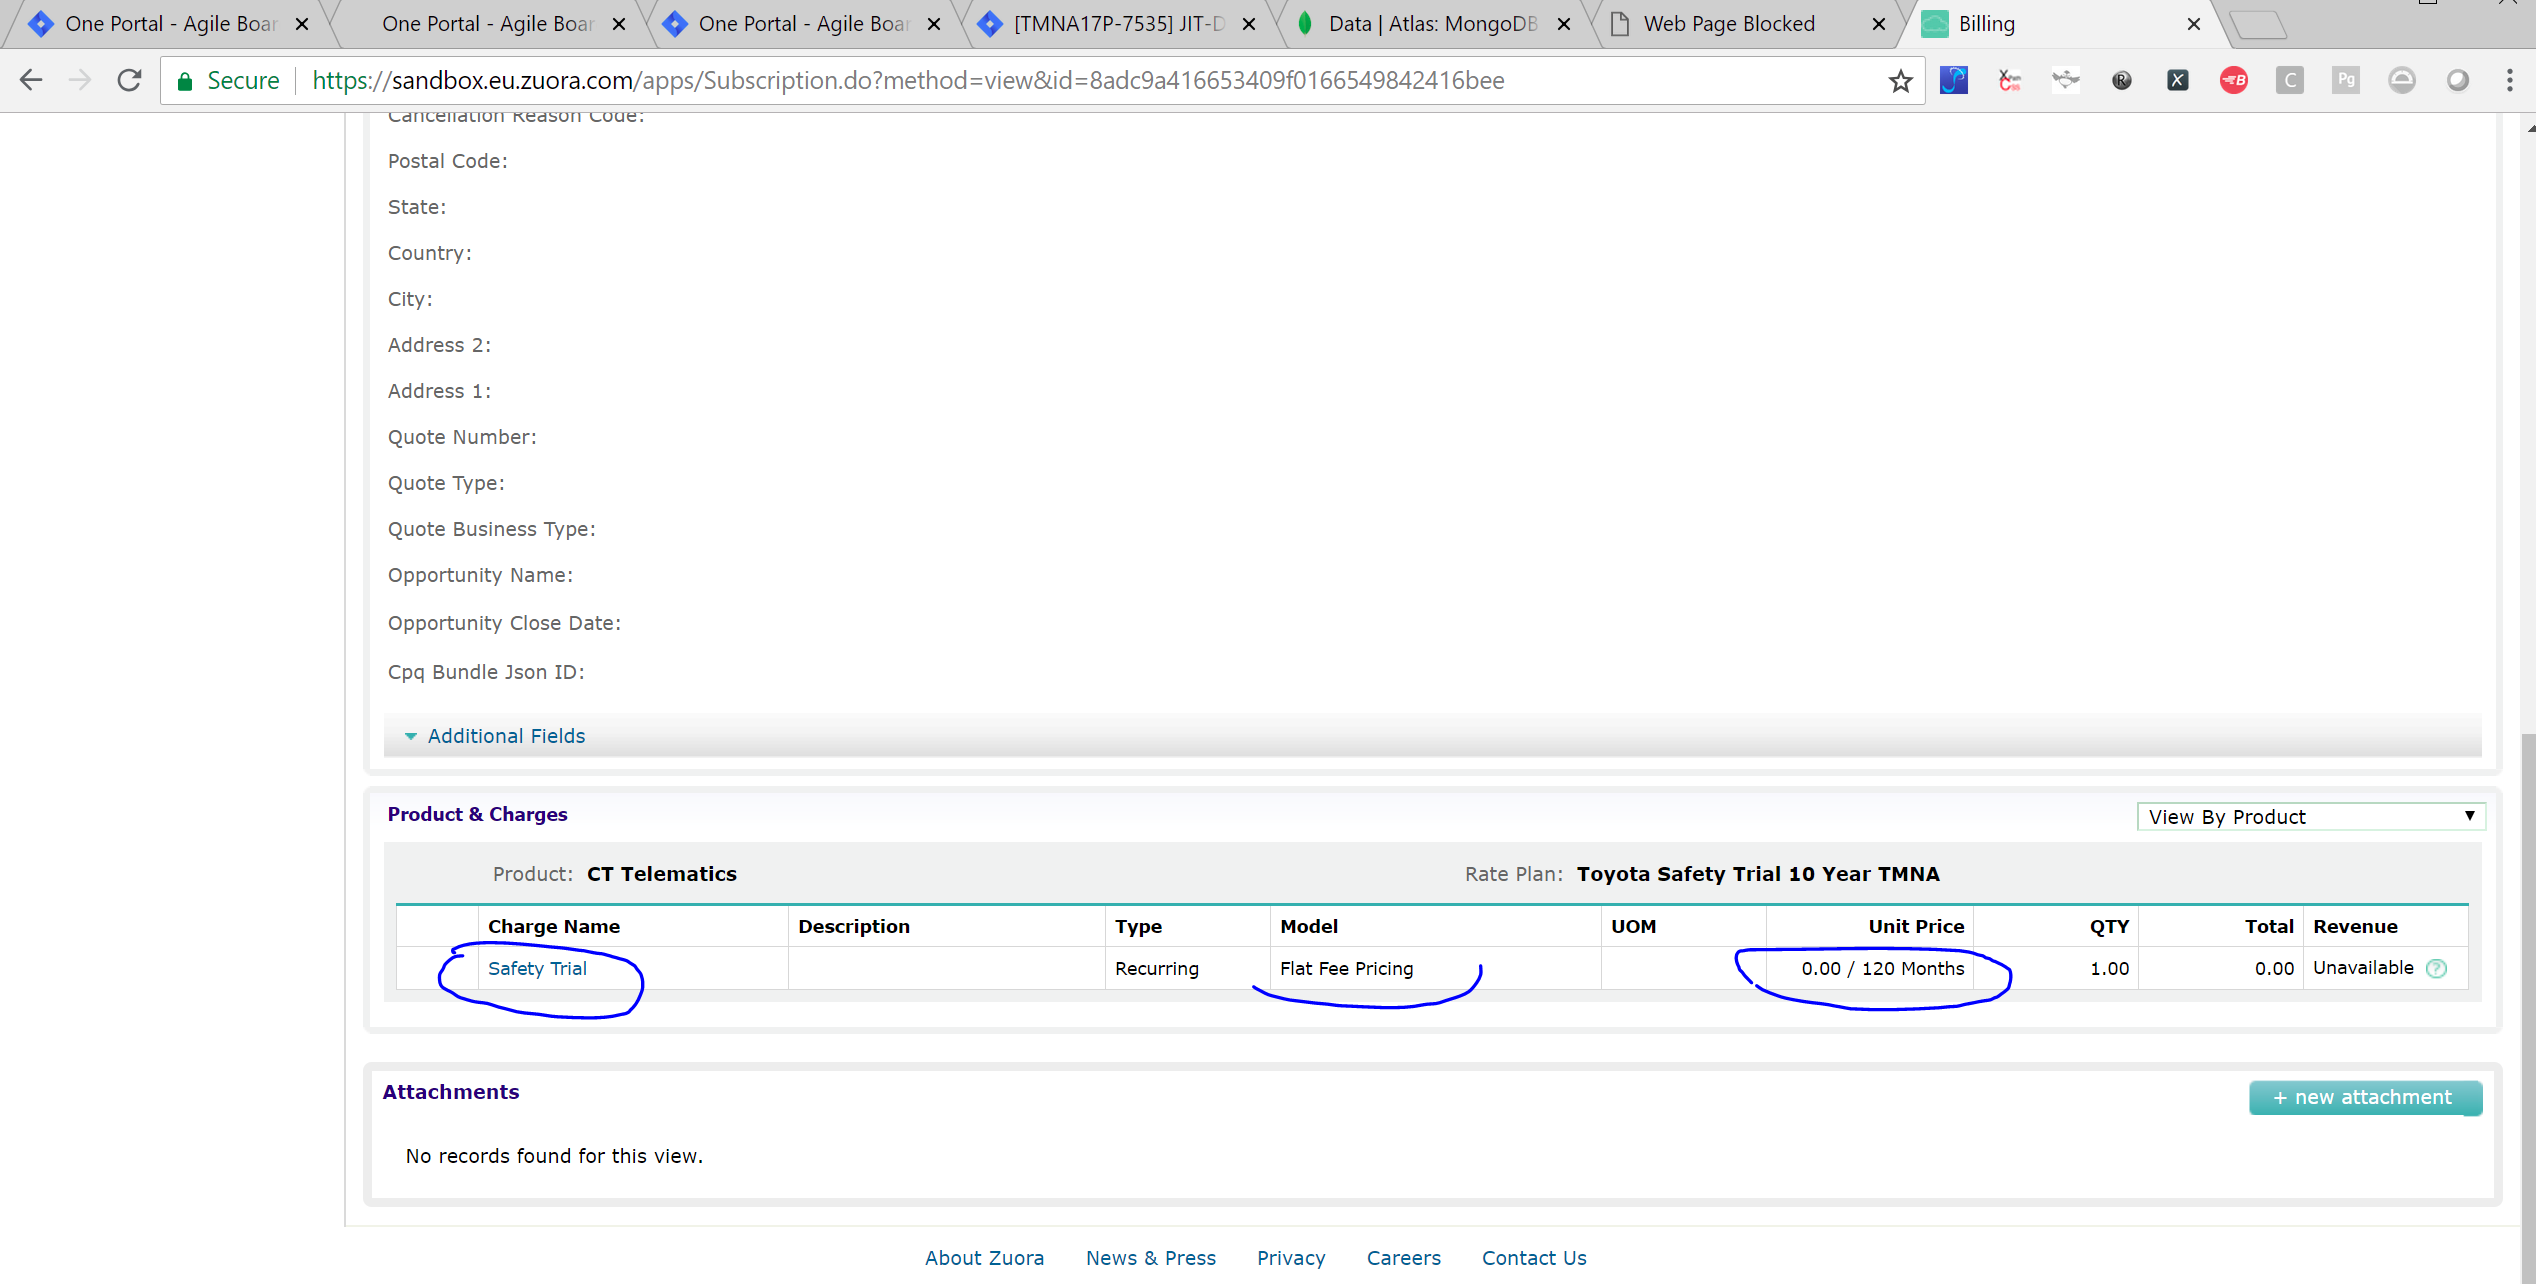 One Portal - Agile Boar
One Portal - Agile Boar
One Portal - Agile Boar
[TMNA17P-7535] JIT-D
Data | Atlas: MongoDB
Web Page Blocked
Billing
Secure
https://sandbox.eu.zuora.com/apps/Subscription.do?method=view&id=8adc9a416653409f0166549842416bee
Cancellation Reason Code:
Postal Code:
State:
Country:
City:
Address 2:
Address 1:
Quote Number:
Quote Type:
Quote Business Type:
Opportunity Name:
Opportunity Close Date:
Cpq Bundle Json ID:
Additional Fields
Product & Charges
View By Product
Product: CT Telematics
Rate Plan: Toyota Safety Trial 10 Year TMNA
Charge Name Description Type Model UOM Unit Price QTY Total Revenue
Safety Trial Recurring Flat Fee Pricing 0.00 / 120 Months 1.00 0.00 Unavailable ?
Attachments
+ new attachment
No records found for this view.
About Zuora News & Press Privacy Careers Contact Us